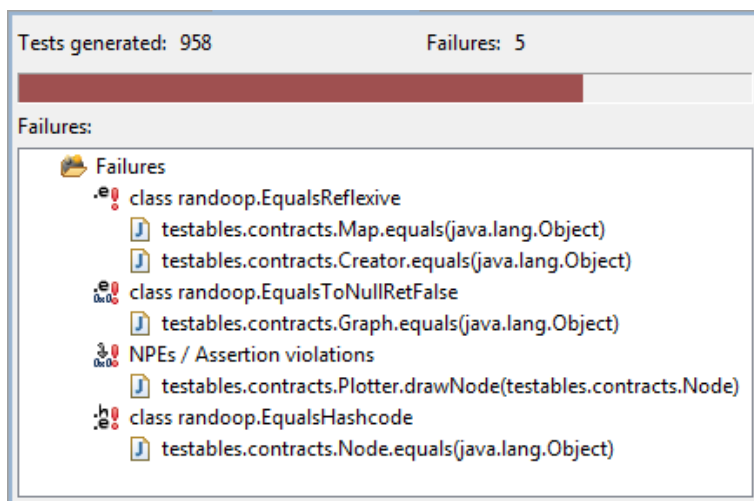 Tests generated: 958 Failures: 5
Failures:
Failures
class randoop.EqualsReflexive
testables.contracts.Map.equals(java.lang.Object)
testables.contracts.Creator.equals(java.lang.Object)
class randoop.EqualsToNullRetFalse
testables.contracts.Graph.equals(java.lang.Object)
NPEs / Assertion violations
testables.contracts.Plotter.drawNode(testables.contracts.Node)
class randoop.EqualsHashcode
testables.contracts.Node.equals(java.lang.Object)